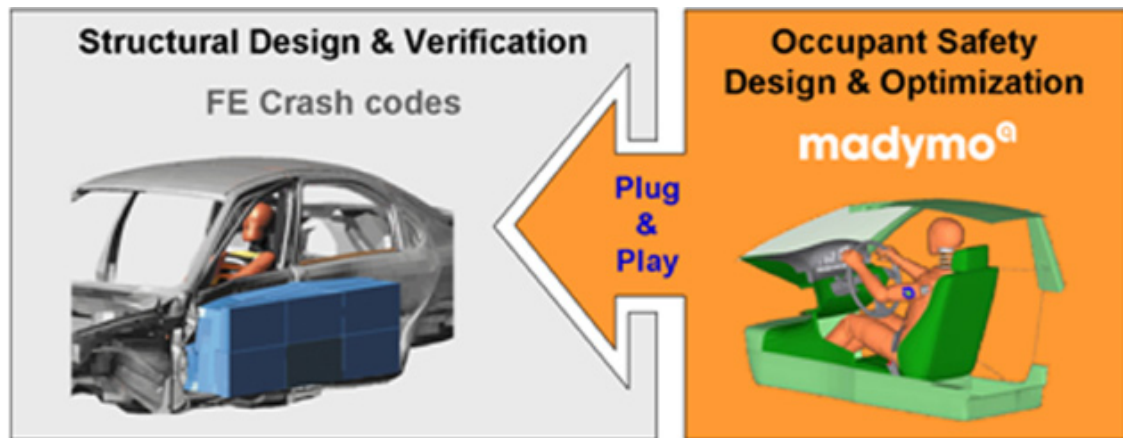 Structural Design & Verification
FE Crash codes
Plug
&
Play
Occupant Safety
Design & Optimization
madymo